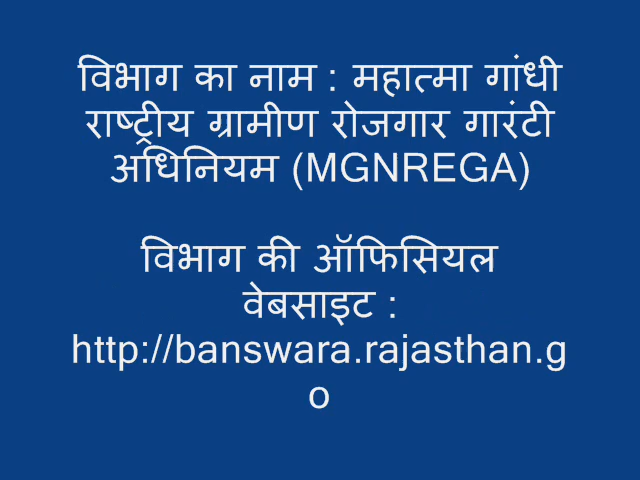 विभाग का नाम : महात्मा गांधी
राष्ट्रीय ग्रामीण रोजगार गारंटी
अधिनियम (MGNREGA)
विभाग की ऑफिसियल
वेबसाइट :
http://banswara.rajasthan.g
o